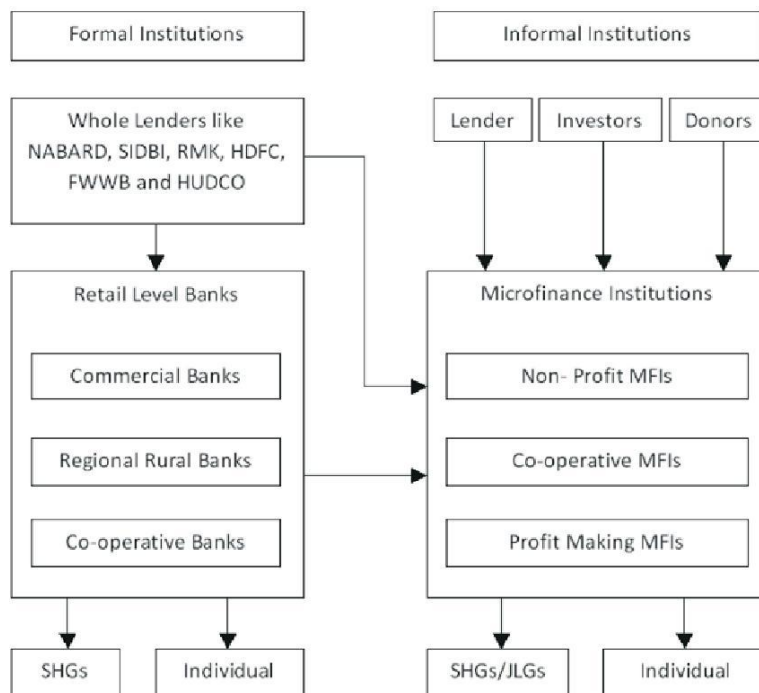 Formal Institutions
Informal Institutions
Whole Lenders like
NABARD, SIDBI, RMK, HDFC,
FWWB and HUDCO
Lender
Investors
Donors
Retail Level Banks
Commercial Banks
Regional Rural Banks
Co-operative Banks
Microfinance Institutions
Non- Profit MFIs
Co-operative MFIs
Profit Making MFIs
SHGs
Individual
SHGs/JLGs
Individual